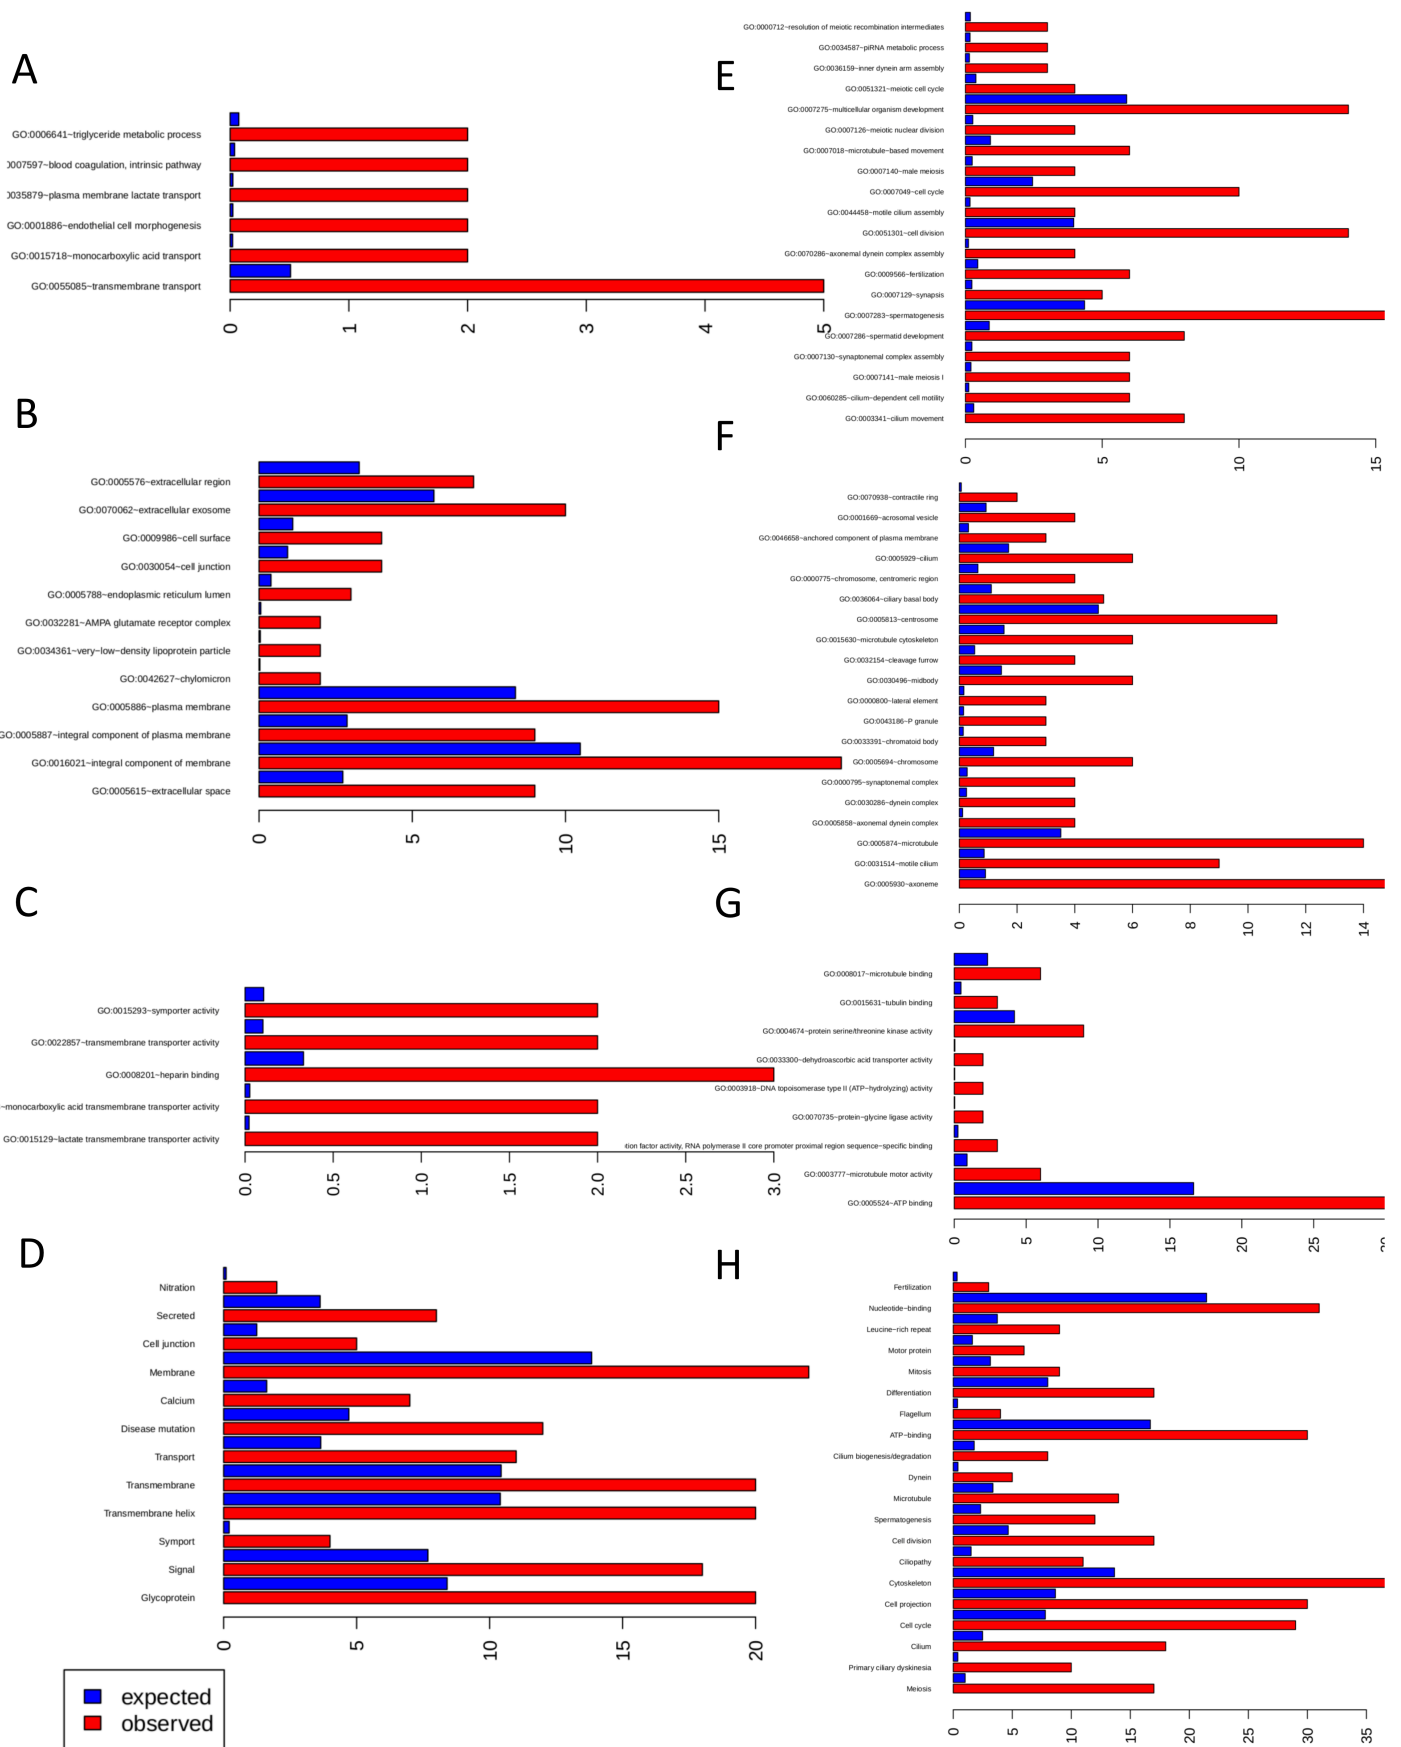 A
GO:0006641~triglyceride metabolic process
0007597~blood coagulation, intrinsic pathway
0035879~plasma membrane lactate transport
GO:0001886~endothelial cell morphogenesis
GO:0015718~monocarboxylic acid transport
GO:0055085~transmembrane transport
0 1 2 3 4 5
B
GO:0005576~extracellular region
GO:0070062~extracellular exosome
GO:0009986~cell surface
GO:0030054~cell junction
GO:0005788~endoplasmic reticulum lumen
GO:0032281~AMPA glutamate receptor complex
GO:0034361~very−low−density lipoprotein particle
GO:0042627~chylomicron
GO:0005886~plasma membrane
GO:0005887~integral component of plasma membrane
GO:0016021~integral component of membrane
GO:0005615~extracellular space
0 5 10 15
C
GO:0015293~symporter activity
GO:0022857~transmembrane transporter activity
GO:0008201~heparin binding
~monocarboxylic acid transmembrane transporter activity
GO:0015129~lactate transmembrane transporter activity
0.0 0.5 1.0 1.5 2.0 2.5 3.0
D
Nitration
Secreted
Cell junction
Membrane
Calcium
Disease mutation
Transport
Transmembrane
Transmembrane helix
Symport
Signal
Glycoprotein
0 5 10 15 20
expected
observed
E
GO:0000712~resolution of meiotic recombination intermediates
GO:0034587~piRNA metabolic process
GO:0036159~inner dynein arm assembly
GO:0051321~meiotic cell cycle
GO:0007275~multicellular organism development
GO:0007126~meiotic nuclear division
GO:0007018~microtubule−based movement
GO:0007140~male meiosis
GO:0007049~cell cycle
GO:0044458~motile cilium assembly
GO:0051301~cell division
GO:0070286~axonemal dynein complex assembly
GO:0009566~fertilization
GO:0007129~synapsis
GO:0007283~spermatogenesis
GO:0007286~spermatid development
GO:0007130~synaptonemal complex assembly
GO:0007141~male meiosis I
GO:0060285~cilium−dependent cell motility
GO:0003341~cilium movement
0 5 10 15
F
GO:0070938~contractile ring
GO:0001669~acrosomal vesicle
GO:0046658~anchored component of plasma membrane
GO:0005929~cilium
GO:0000775~chromosome, centromeric region
GO:0036064~ciliary basal body
GO:0005813~centrosome
GO:0015630~microtubule cytoskeleton
GO:0032154~cleavage furrow
GO:0030496~midbody
GO:0000800~lateral element
GO:0043186~P granule
GO:0033391~chromatoid body
GO:0005694~chromosome
GO:0000795~synaptonemal complex
GO:0030286~dynein complex
GO:0005858~axonemal dynein complex
GO:0005874~microtubule
GO:0031514~motile cilium
GO:0005930~axoneme
0 2 4 6 8 10 12 14
G
GO:0008017~microtubule binding
GO:0015631~tubulin binding
GO:0004674~protein serine/threonine kinase activity
GO:0033300~dehydroascorbic acid transporter activity
GO:0003918~DNA topoisomerase type II (ATP−hydrolyzing) activity
GO:0070735~protein−glycine ligase activity
tion factor activity, RNA polymerase II core promoter proximal region sequence−specific binding
GO:0003777~microtubule motor activity
GO:0005524~ATP binding
0 5 10 15 20 25
H
Fertilization
Nucleotide−binding
Leucine−rich repeat
Motor protein
Mitosis
Differentiation
Flagellum
ATP−binding
Cilium biogenesis/degradation
Dynein
Microtubule
Spermatogenesis
Cell division
Ciliopathy
Cytoskeleton
Cell projection
Cell cycle
Cilium
Primary ciliary dyskinesia
Meiosis
0 5 10 15 20 25 30 35